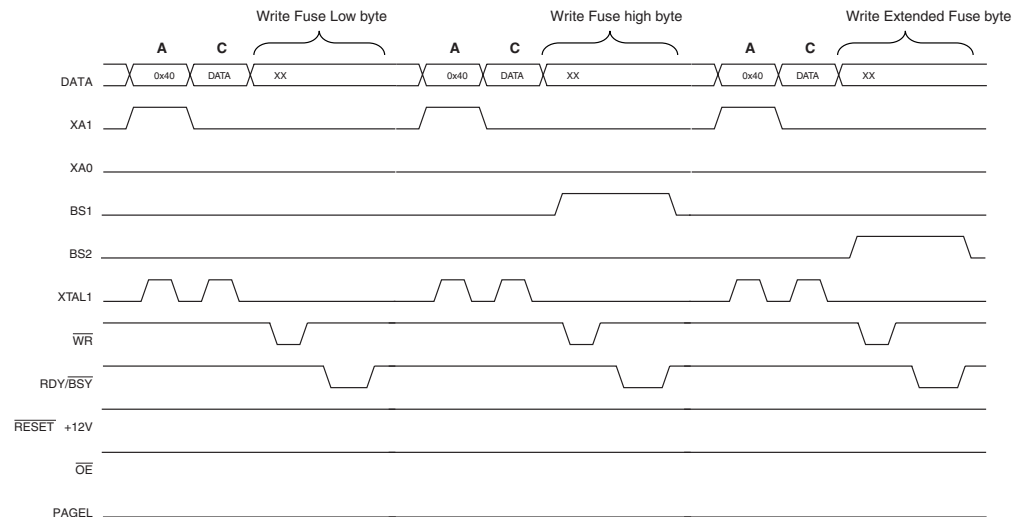 Write Fuse Low byte Write Fuse high byte Write Extended Fuse byte
A C A C A C
DATA 0x40 DATA XX 0x40 DATA XX 0x40 DATA XX
XA1
XA0
BS1
BS2
XTAL1
WR
RDY/BSY
RESET +12V
OE
PAGEL